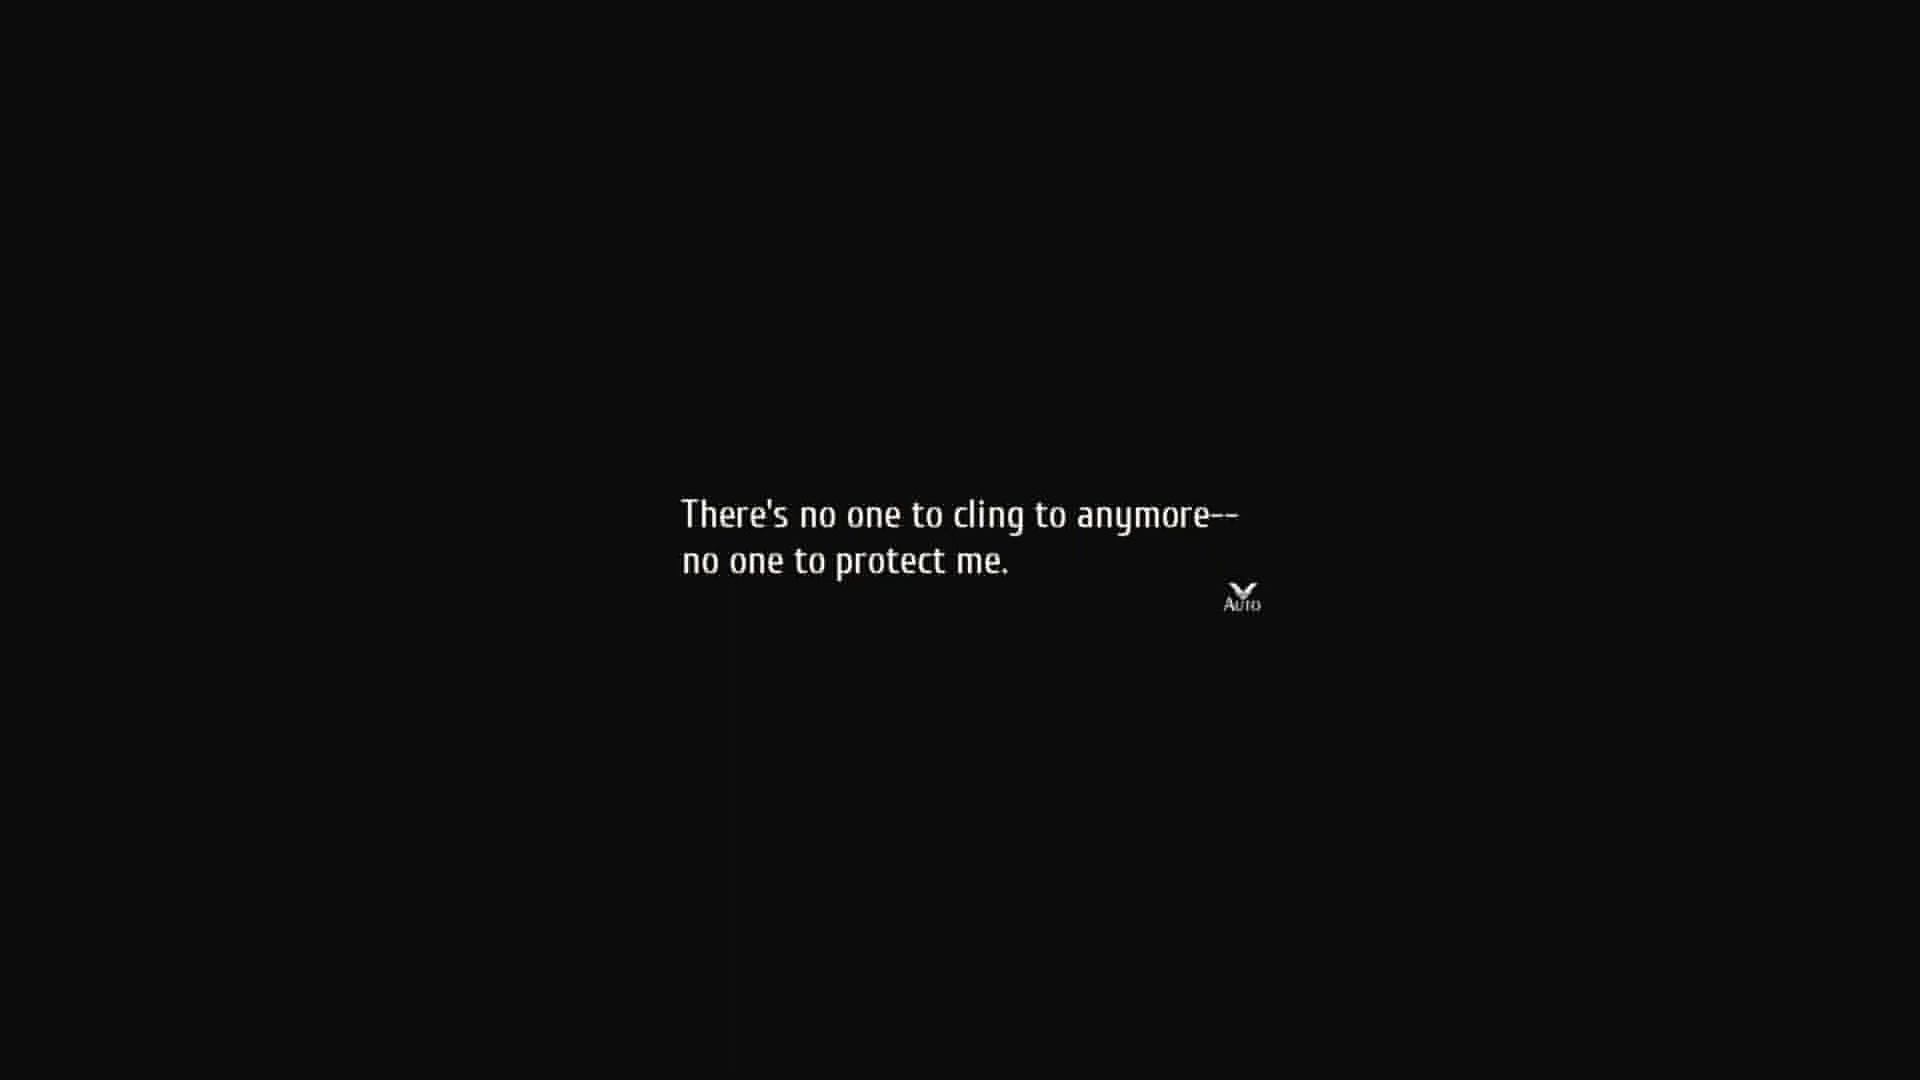 There's no one to cling to anymore--
no one to protect me.
AUTO